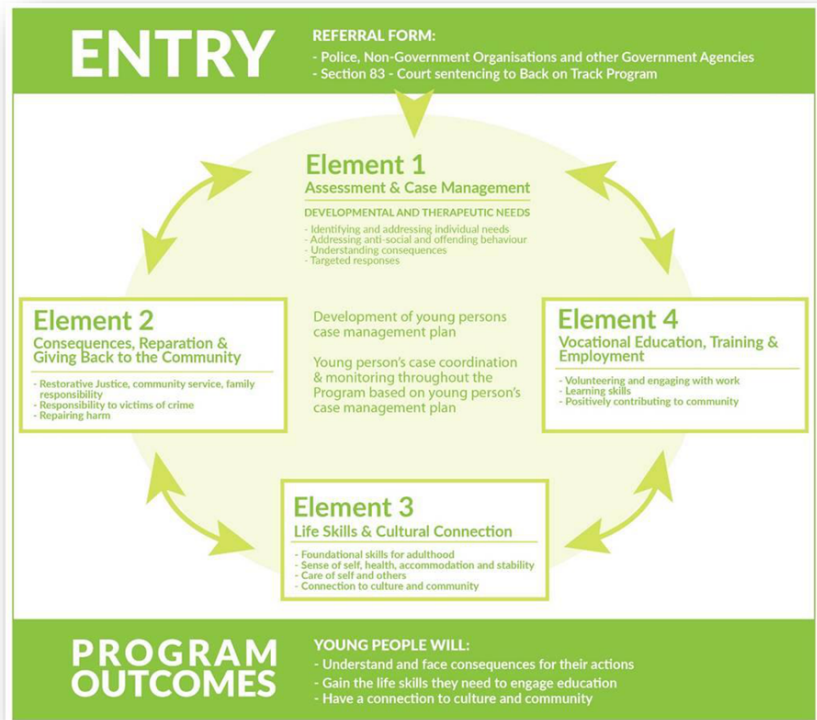 ENTRY
REFERRAL FORM:
- Police, Non-Government Organisations and other Government Agencies
- Section 83 - Court sentencing to Back on Track Program
Element 1
Assessment & Case Management
DEVELOPMENTAL AND THERAPEUTIC NEEDS
- Identifying and addressing individual needs
- Addressing anti-social and offending behaviour
- Understanding consequences
- Targeted responses
Element 2
Consequences, Reparation &
Giving Back to the Community
- Restorative Justice, community service, family
responsibility
- Responsibility to victims of crime
- Repairing harm
Development of young persons
case management plan
Young person's case coordination
& monitoring throughout the
Program based on young person's
case management plan
Element 4
Vocational Education, Training &
Employment
- Volunteering and engaging with work
- Learning skills
- Positively contributing to community
Element 3
Life Skills & Cultural Connection
- Foundational skills for adulthood
- Sense of self, health, accommodation and stability
- Care of self and others
- Connection to culture and community
PROGRAM
OUTCOMES
YOUNG PEOPLE WILL:
- Understand and face consequences for their actions
- Gain the life skills they need to engage education
- Have a connection to culture and community